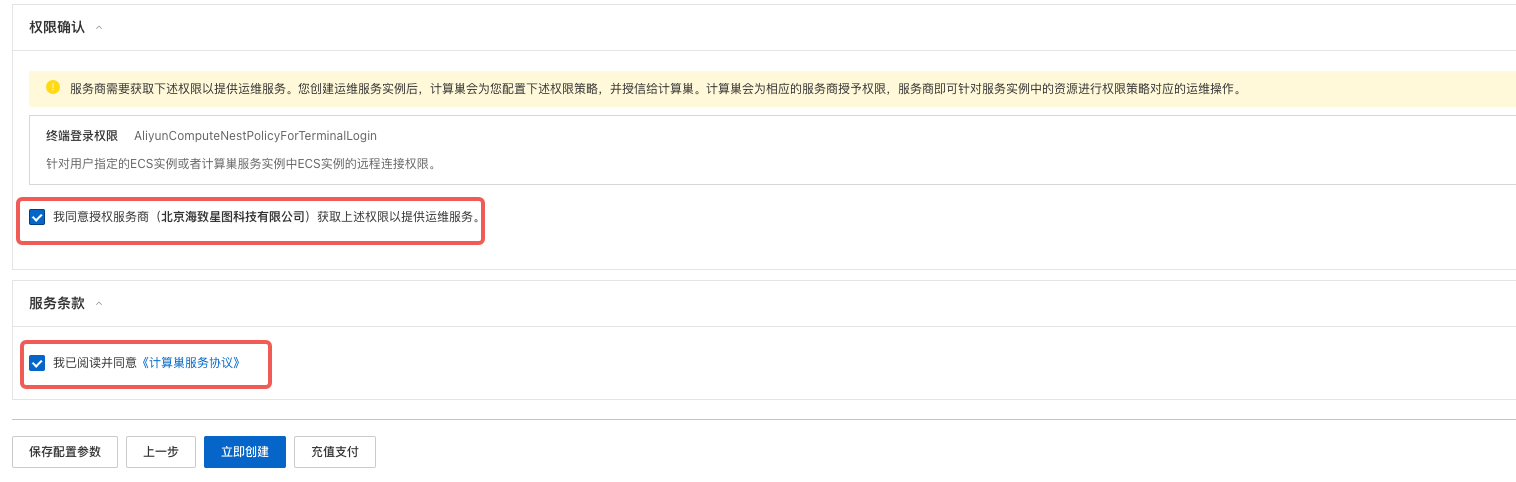 权限确认
服务商需要获取下述权限以提供运维服务。您创建运维服务实例后，计算巢会为您配置下述权限策略，并授信给计算巢。计算巢会为相应的服务商授予权限，服务商即可针对服务实例中的资源进行权限策略对应的运维操作。
终端登录权限 AliyunComputeNestPolicyForTerminalLogin
针对用户指定的ECS实例或者计算巢服务实例中ECS实例的远程连接权限。
我同意授权服务商（北京海致星图科技有限公司）获取上述权限以提供运维服务。
服务条款
我已阅读并同意《计算巢服务协议》
保存配置参数 上一步 立即创建 充值支付